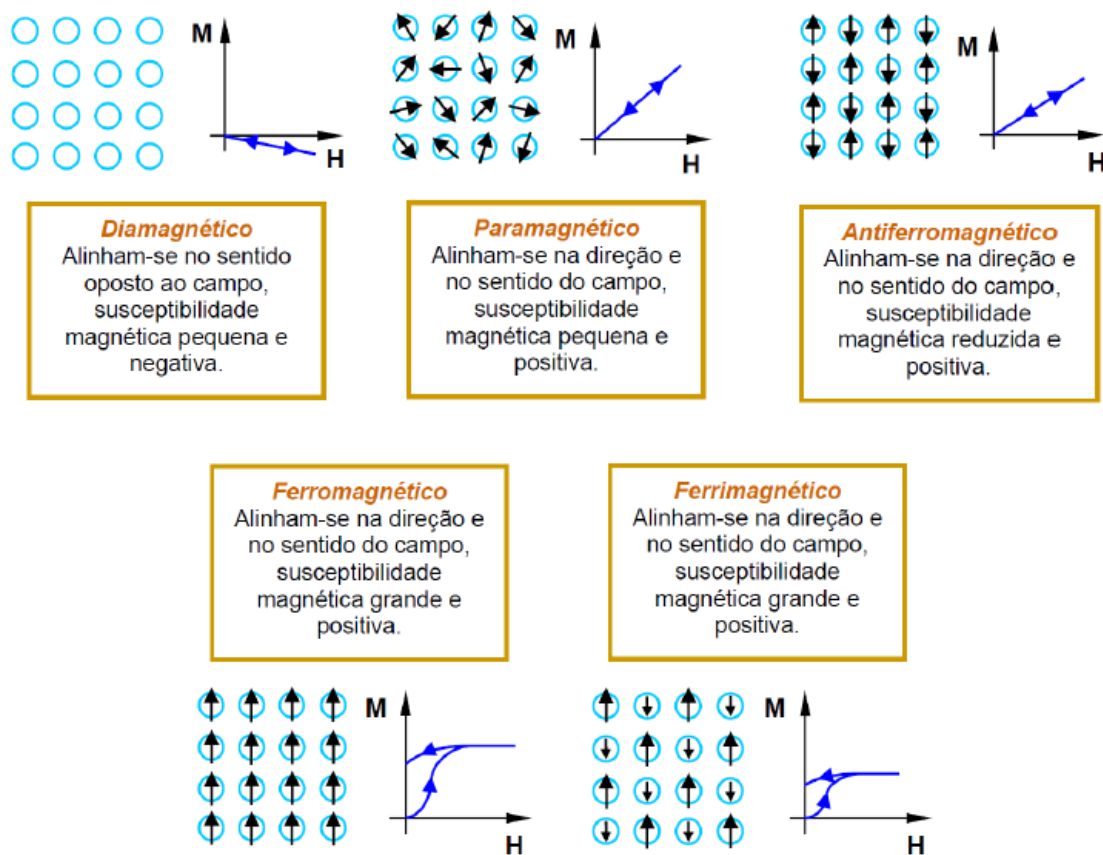 M
H
M
H
M
H
Diamagnético
Alinham-se no sentido
oposto ao campo,
susceptibilidade
magnética pequena e
negativa.
Paramagnético
Alinham-se na direção e
no sentido do campo,
susceptibilidade
magnética pequena e
positiva.
Antiferromagnético
Alinham-se na direção e
no sentido do campo,
susceptibilidade
magnética reduzida e
positiva.
Ferromagnético
Alinham-se na direção e
no sentido do campo,
susceptibilidade
magnética grande e
positiva.
Ferrimagnético
Alinham-se na direção e
no sentido do campo,
susceptibilidade
magnética grande e
positiva.
M
H
M
H